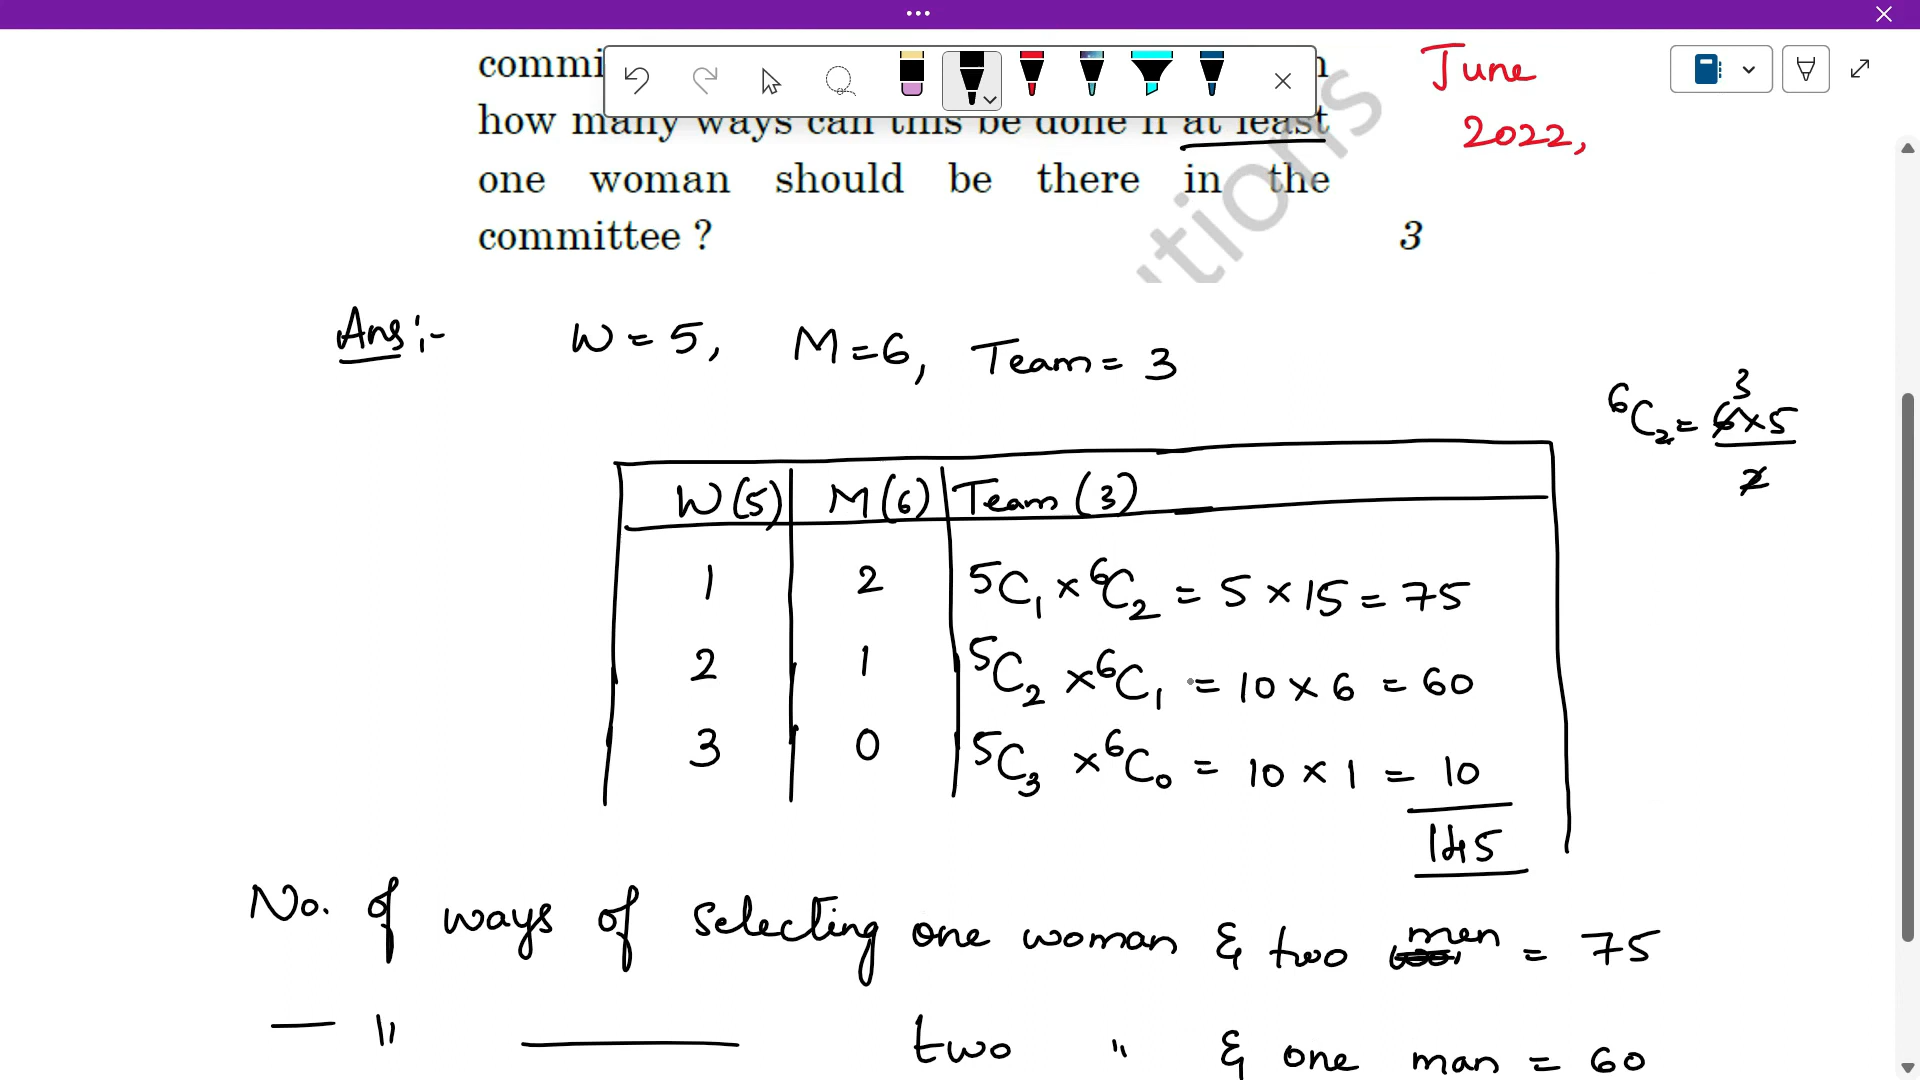 commi
how many ways can this be done if at least
one woman should be there in the
committee ? 3
June
2022,
Ans:- W = 5, M = 6, Team = 3
⁶C₂ = 6×5
3
2
W(5) M(6) Team (3)
1 2 ⁵C₁ × ⁶C₂ = 5 × 15 = 75
2 1 ⁵C₂ × ⁶C₁ = 10 × 6 = 60
3 0 ⁵C₃ × ⁶C₀ = 10 × 1 = 10
145
No. of ways of selecting one woman & two men = 75
— " — two " & one man = 60